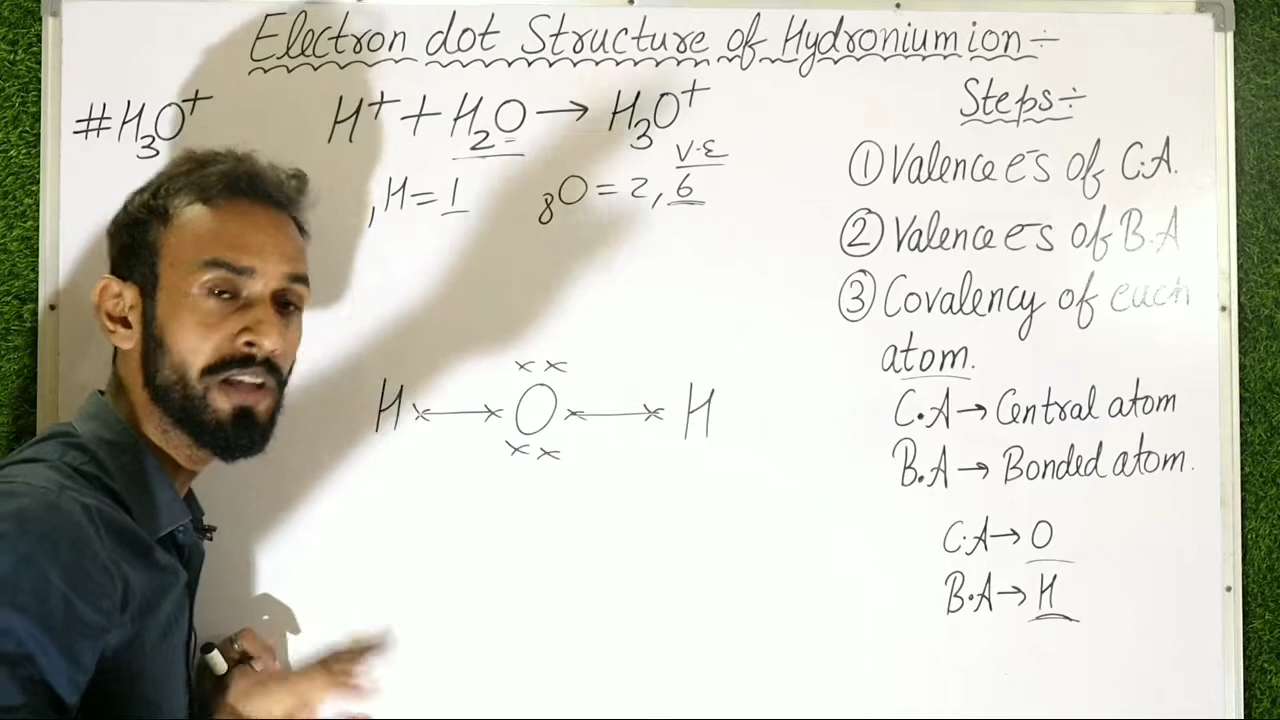 Electron dot Structure of Hydronium ion ÷
#H₃O⁺
H⁺ + H₂O → H₃O⁺
V.E
₁H = 1
₈O = 2, 6
H x⟷x O x⟷x H
Steps ÷
① Valence e⁻s of C.A.
② Valence e⁻s of B.A
③ Covalency of each
atom.
C.A → Central atom
B.A → Bonded atom.
C.A → O
B.A → H